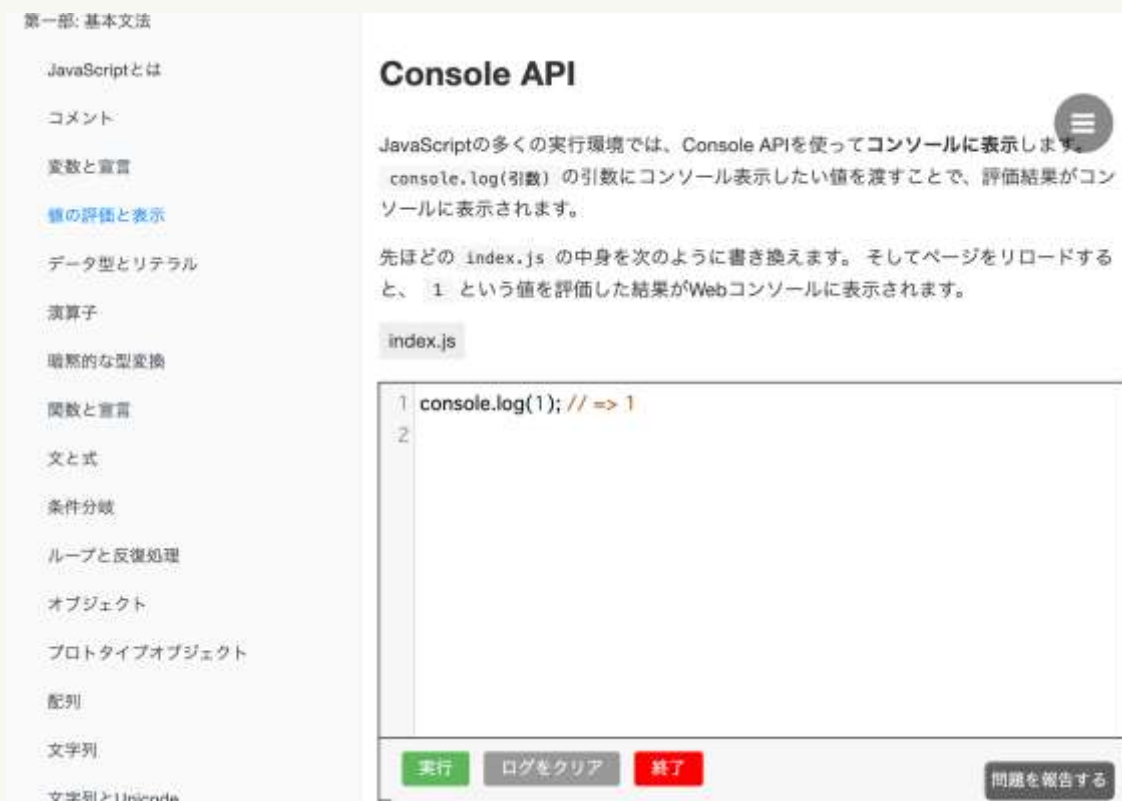 第一部: 基本文法
JavaScriptとは
コメント
変数と宣言
値の評価と表示
データ型とリテラル
演算子
暗黙的な型変換
関数と宣言
文と式
条件分岐
ループと反復処理
オブジェクト
プロトタイプオブジェクト
配列
文字列
文字列とUnicode
Console API
JavaScriptの多くの実行環境では、Console APIを使ってコンソールに表示します。
console.log(引数) の引数にコンソール表示したい値を渡すことで、評価結果がコン
ソールに表示されます。
先ほどの index.js の中身を次のように書き換えます。 そしてページをリロードする
と、 1 という値を評価した結果がWebコンソールに表示されます。
index.js
1 console.log(1); // => 1
2
実行 ログをクリア 終了
問題を報告する